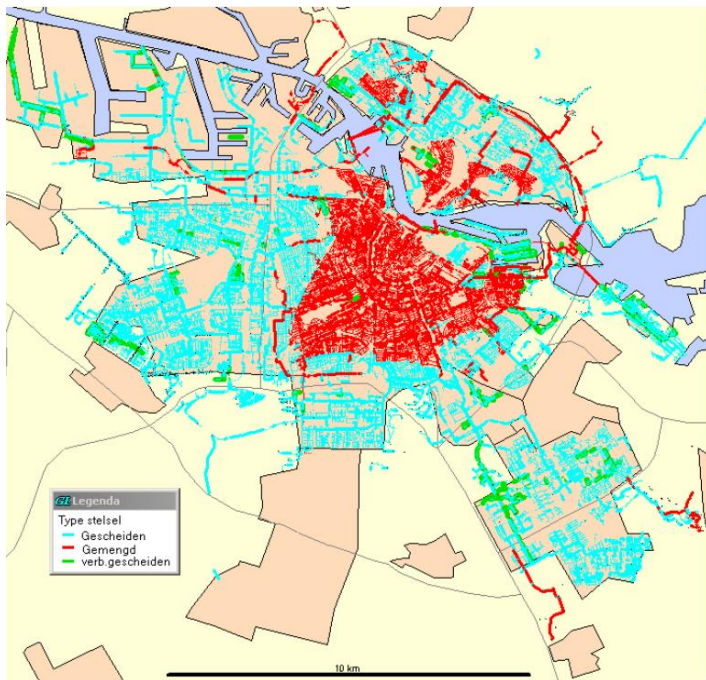 Legenda
Type stelsel
Gescheiden
Gemengd
verb.gescheiden
10 km